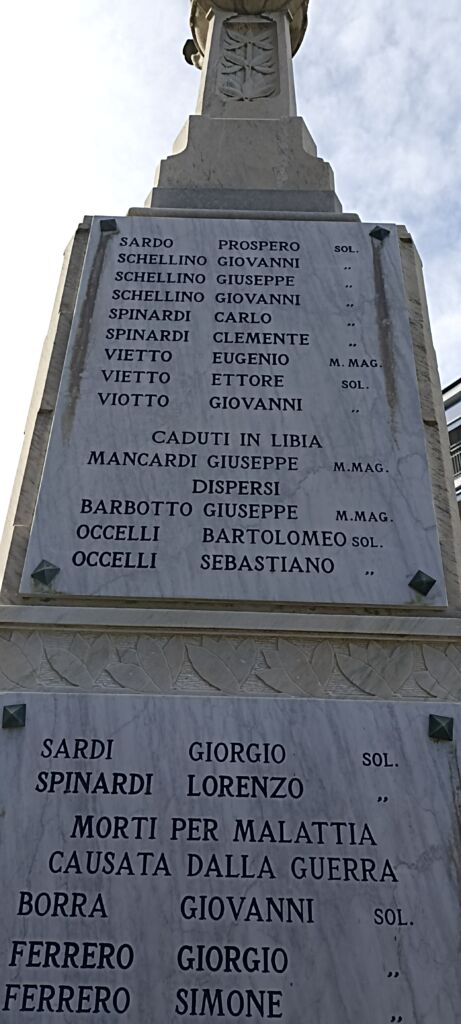 SARDO PROSPERO SOL.
SCHELLINO GIOVANNI „
SCHELLINO GIUSEPPE „
SCHELLINO GIOVANNI „
SPINARDI CARLO „
SPINARDI CLEMENTE „
VIETTO EUGENIO M. MAG.
VIETTO ETTORE SOL.
VIOTTO GIOVANNI „
CADUTI IN LIBIA
MANCARDI GIUSEPPE M.MAG.
DISPERSI
BARBOTTO GIUSEPPE M.MAG.
OCCELLI BARTOLOMEO SOL.
OCCELLI SEBASTIANO „
SARDI GIORGIO SOL.
SPINARDI LORENZO „
MORTI PER MALATTIA
CAUSATA DALLA GUERRA
BORRA GIOVANNI SOL.
FERRERO GIORGIO „
FERRERO SIMONE „